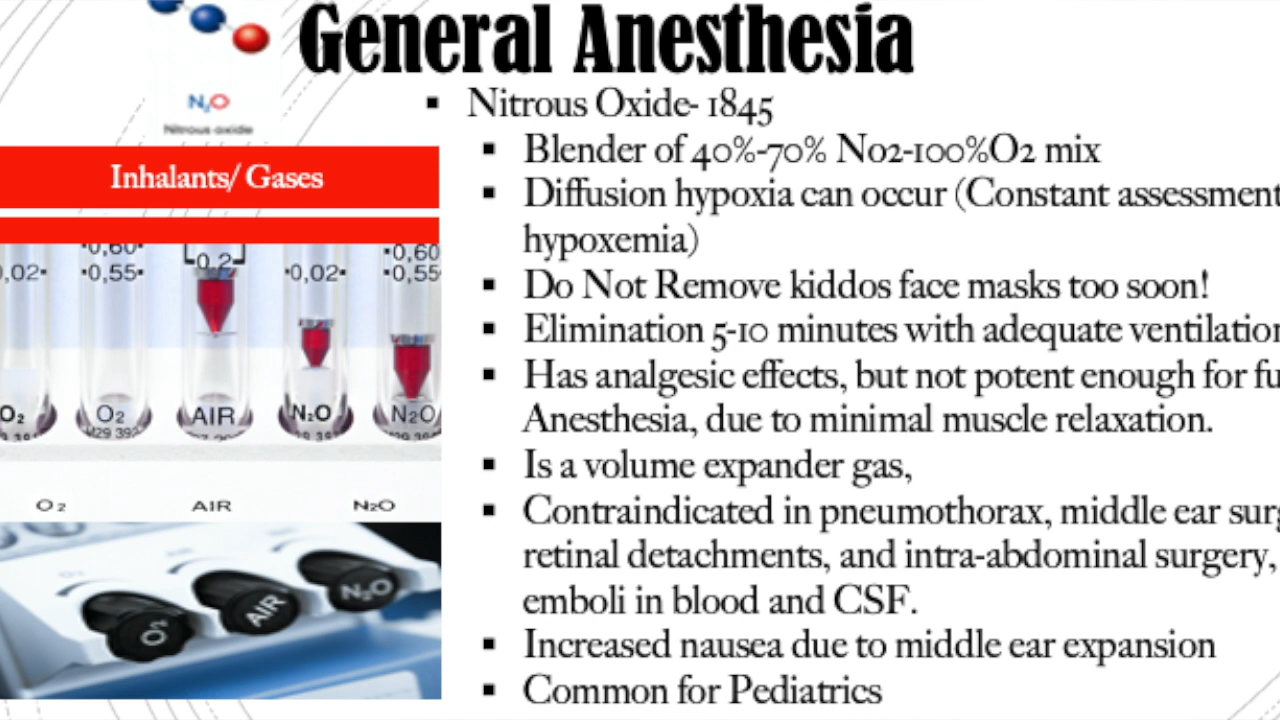 General Anesthesia
N₂O
Nitrous oxide
Inhalants/ Gases
▪ Nitrous Oxide- 1845
▪ Blender of 40%-70% No2-100%O2 mix
▪ Diffusion hypoxia can occur (Constant assessment
hypoxemia)
▪ Do Not Remove kiddos face masks too soon!
▪ Elimination 5-10 minutes with adequate
▪ Has analgesic effects, but not potent enough for
Anesthesia, due to minimal muscle relaxation.
▪ Is a volume expander gas,
▪ Contraindicated in pneumothorax, middle ear
retinal detachments, and intra-abdominal surgery,
emboli in blood and CSF.
▪ Increased nausea due to middle ear expansion
▪ Common for Pediatrics
0,60 0,2 0,60
0,02 0,55 0,02 0,55
O₂ O₂ AIR N₂O N₂O
O₂ AIR N₂O
O₂ AIR N₂O